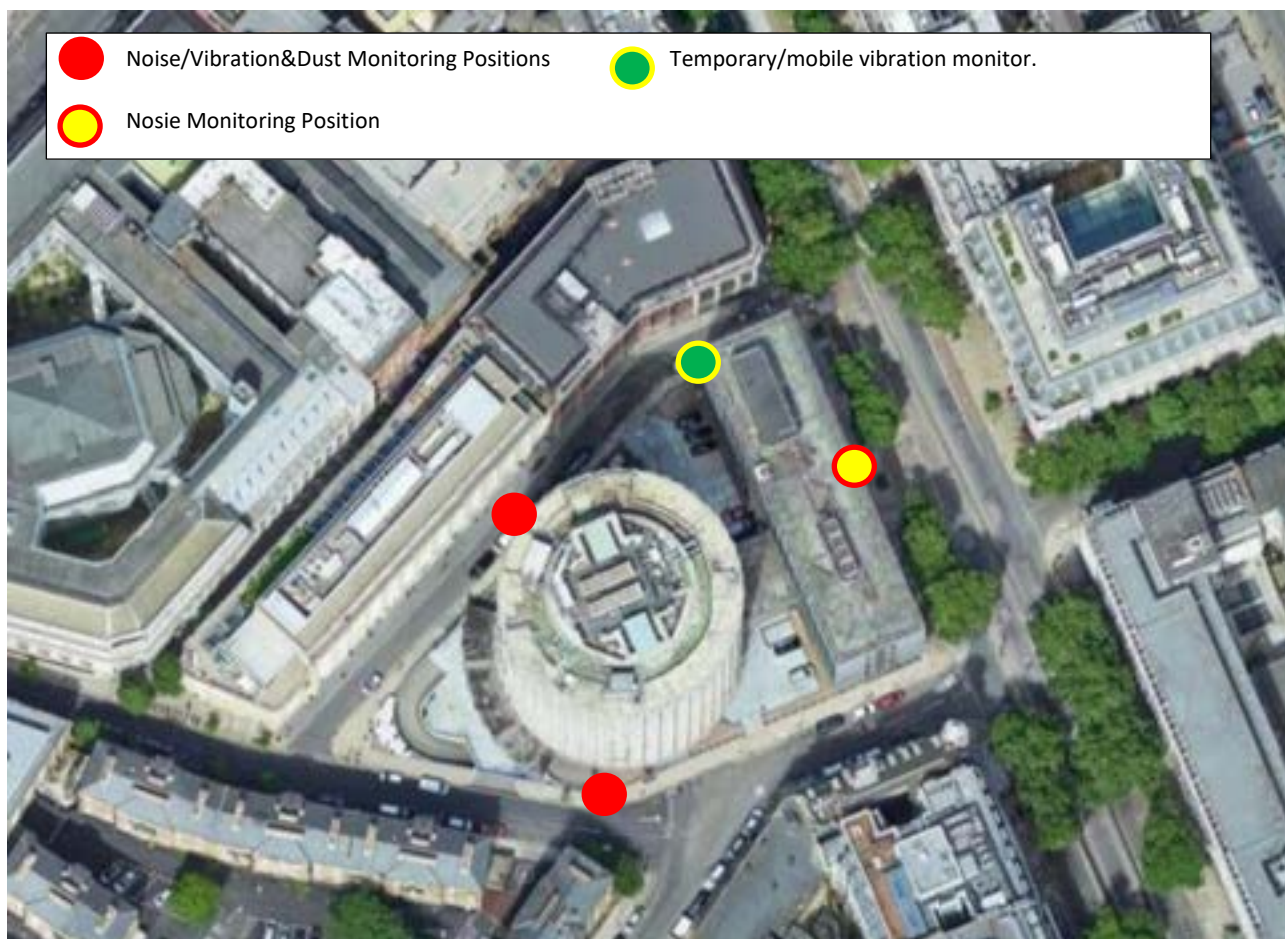 Noise/Vibration&Dust Monitoring Positions
Temporary/mobile vibration monitor.
Nosie Monitoring Position